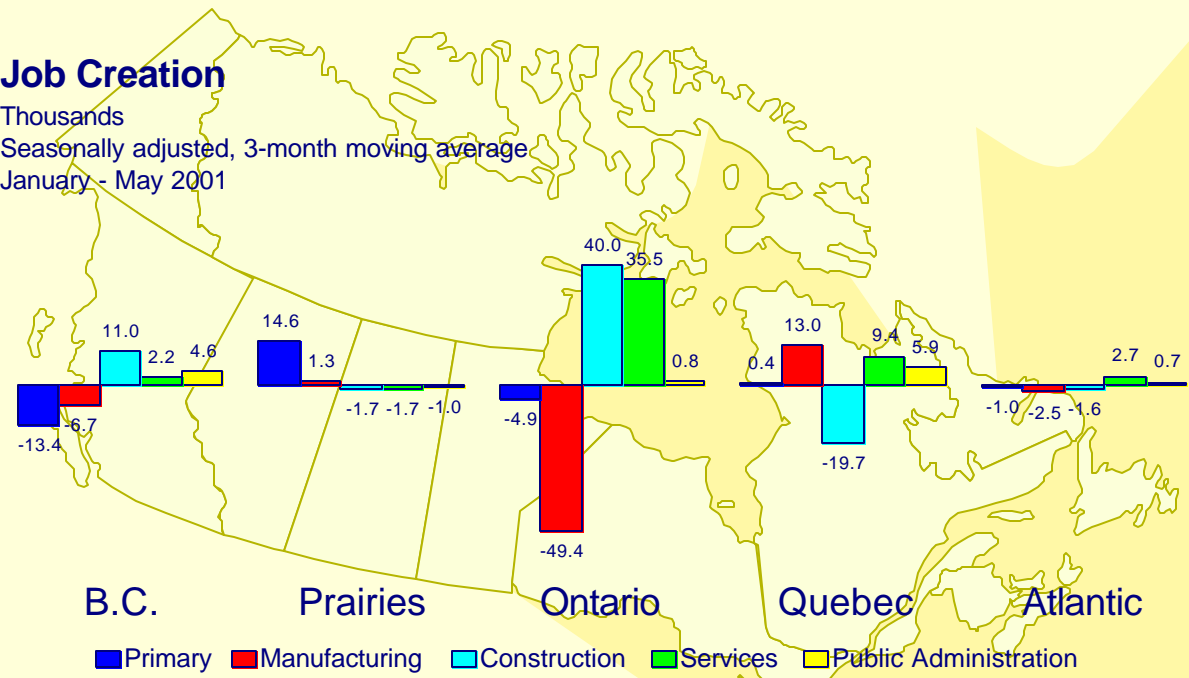 Job Creation
Thousands
Seasonally adjusted, 3-month moving average
January - May 2001
-13.4
-6.7
11.0
2.2
4.6
14.6
1.3
-1.7
-1.7
-1.0
-4.9
-49.4
40.0
35.5
0.8
0.4
13.0
-19.7
9.4
5.9
-1.0
-2.5
-1.6
2.7
0.7
B.C.
Prairies
Ontario
Quebec
Atlantic
Primary
Manufacturing
Construction
Services
Public Administration